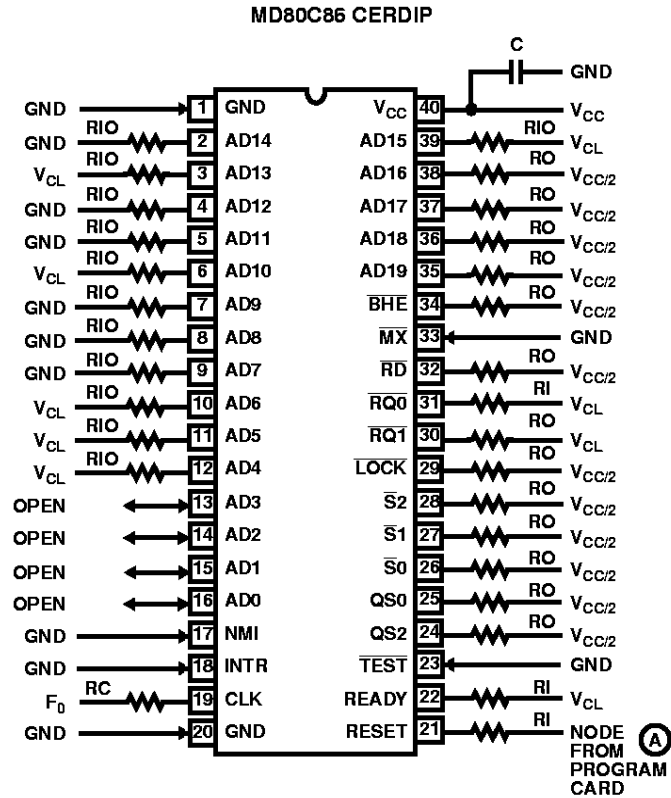 MD80C86 CERDIP
C
GND
GND 1 GND VCC 40 VCC
GND RIO 2 AD14 AD15 39 RIO VCL
VCL RIO 3 AD13 AD16 38 RO VCC/2
GND RIO 4 AD12 AD17 37 RO VCC/2
GND RIO 5 AD11 AD18 36 RO VCC/2
VCL RIO 6 AD10 AD19 35 RO VCC/2
GND RIO 7 AD9 BHE 34 RO VCC/2
GND RIO 8 AD8 MX 33 GND
GND RIO 9 AD7 RD 32 RO VCC/2
VCL RIO 10 AD6 RQ0 31 RI VCL
VCL RIO 11 AD5 RQ1 30 RO VCL
VCL RIO 12 AD4 LOCK 29 RO VCC/2
OPEN 13 AD3 S2 28 RO VCC/2
OPEN 14 AD2 S1 27 RO VCC/2
OPEN 15 AD1 S0 26 RO VCC/2
OPEN 16 AD0 QS0 25 RO VCC/2
GND 17 NMI QS2 24 RO VCC/2
GND 18 INTR TEST 23 GND
F0 RC 19 CLK READY 22 RI VCL
GND 20 GND RESET 21 RI NODE A
FROM
PROGRAM
CARD